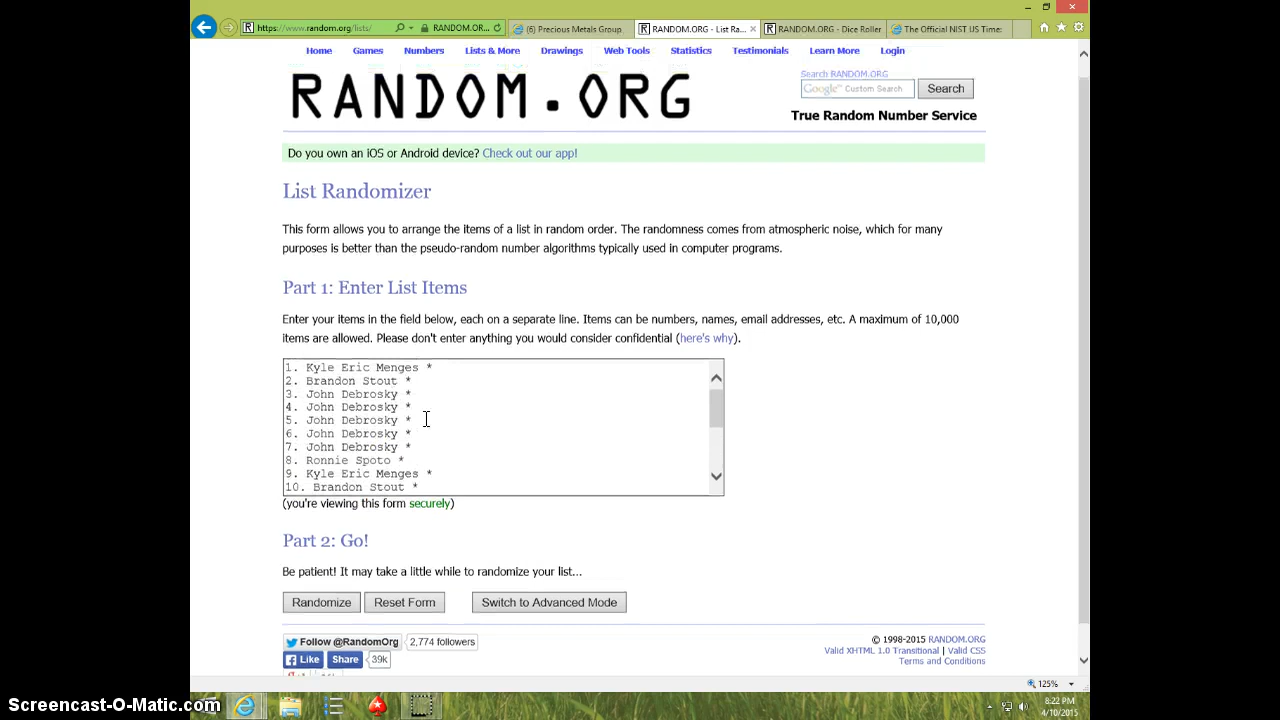 https://www.random.org/lists/
RANDOM.OR...
(6) Precious Metals Group
RANDOM.ORG - List Ra...
RANDOM.ORG - Dice Roller
The Official NIST US Time:
Home Games Numbers Lists & More Drawings Web Tools Statistics Testimonials Learn More Login
RANDOM.ORG
Search RANDOM.ORG
Google™ Custom Search
Search
True Random Number Service
Do you own an iOS or Android device? Check out our app!
List Randomizer
This form allows you to arrange the items of a list in random order. The randomness comes from atmospheric noise, which for many
purposes is better than the pseudo-random number algorithms typically used in computer programs.
Part 1: Enter List Items
Enter your items in the field below, each on a separate line. Items can be numbers, names, email addresses, etc. A maximum of 10,000
items are allowed. Please don't enter anything you would consider confidential (here's why).
1. Kyle Eric Menges *
2. Brandon Stout *
3. John Debrosky *
4. John Debrosky *
5. John Debrosky *
6. John Debrosky *
7. John Debrosky *
8. Ronnie Spoto *
9. Kyle Eric Menges *
10. Brandon Stout *
(you're viewing this form securely)
Part 2: Go!
Be patient! It may take a little while to randomize your list...
Randomize Reset Form Switch to Advanced Mode
Follow @RandomOrg 2,774 followers
Like Share 39k
© 1998-2015 RANDOM.ORG
Valid XHTML 1.0 Transitional | Valid CSS
Terms and Conditions
125%
8:22 PM
4/10/2015
Screencast-O-Matic.com